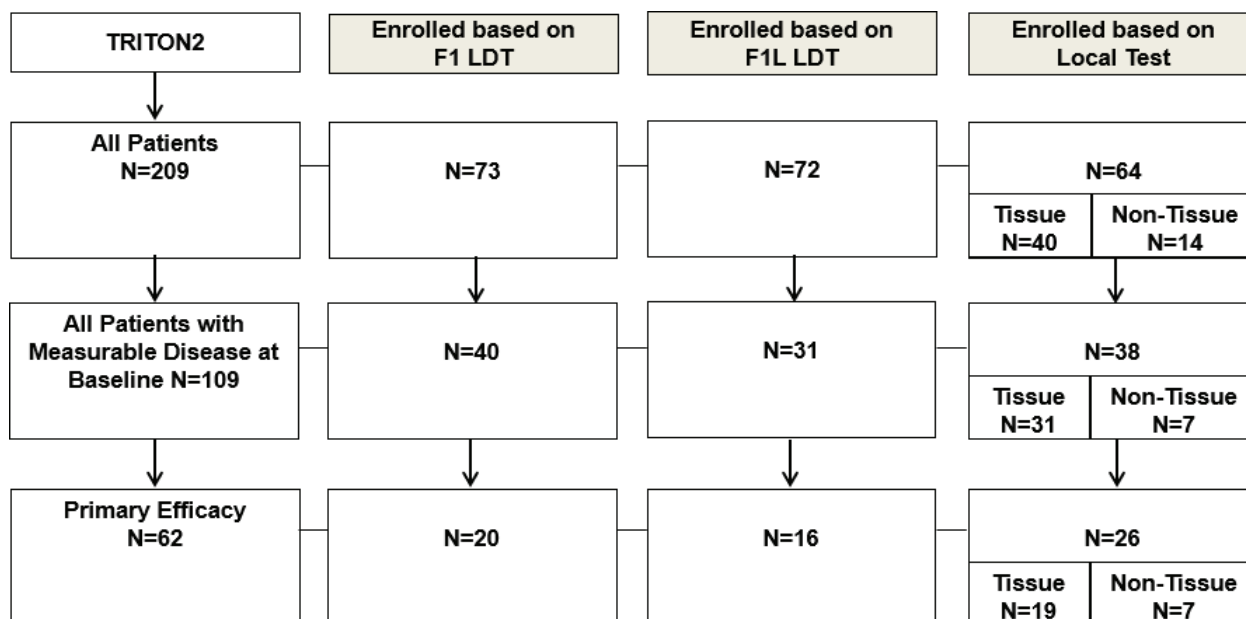 TRITON2
Enrolled based on
F1 LDT
Enrolled based on
F1L LDT
Enrolled based on
Local Test
All Patients
N=209
N=73
N=72
N=64
Tissue
N=40
Non-Tissue
N=14
All Patients with
Measurable Disease at
Baseline N=109
N=40
N=31
N=38
Tissue
N=31
Non-Tissue
N=7
Primary Efficacy
N=62
N=20
N=16
N=26
Tissue
N=19
Non-Tissue
N=7